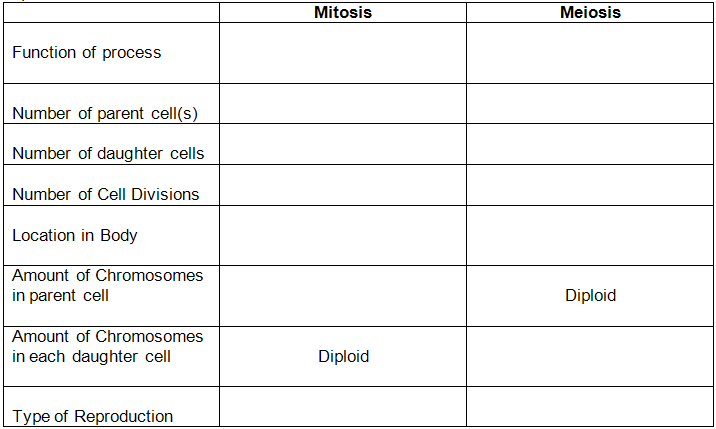 Mitosis Meiosis
Function of process
Number of parent cell(s)
Number of daughter cells
Number of Cell Divisions
Location in Body
Amount of Chromosomes
in parent cell
Diploid
Amount of Chromosomes
in each daughter cell
Diploid
Type of Reproduction